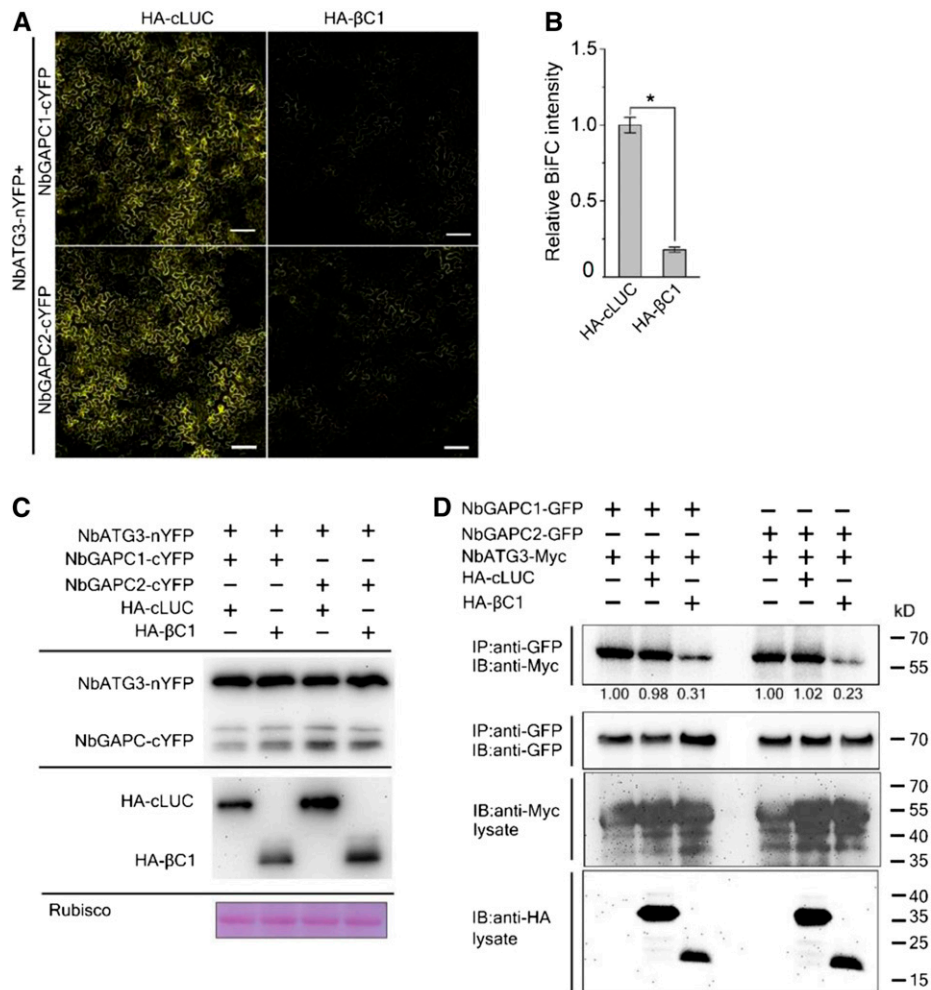 A
HA-cLUC HA-βC1
NbATG3-nYFP+
NbGAPC1-cYFP
NbGAPC2-cYFP
B
Relative BiFC intensity
1.5
1.0
0.5
0
*
HA-cLUC
HA-βC1
C
NbATG3-nYFP + + + +
NbGAPC1-cYFP + + − −
NbGAPC2-cYFP − − + +
HA-cLUC + − + −
HA-βC1 − + − +
NbATG3-nYFP
NbGAPC-cYFP
HA-cLUC
HA-βC1
Rubisco
D
NbGAPC1-GFP + + + − − −
NbGAPC2-GFP − − − + + +
NbATG3-Myc + + + + + +
HA-cLUC − + − − + −
HA-βC1 − − + − − +
kD
IP:anti-GFP
IB:anti-Myc
70
55
1.00 0.98 0.31 1.00 1.02 0.23
IP:anti-GFP
IB:anti-GFP
70
IB:anti-Myc
lysate
70
55
40
35
IB:anti-HA
lysate
40
35
25
15